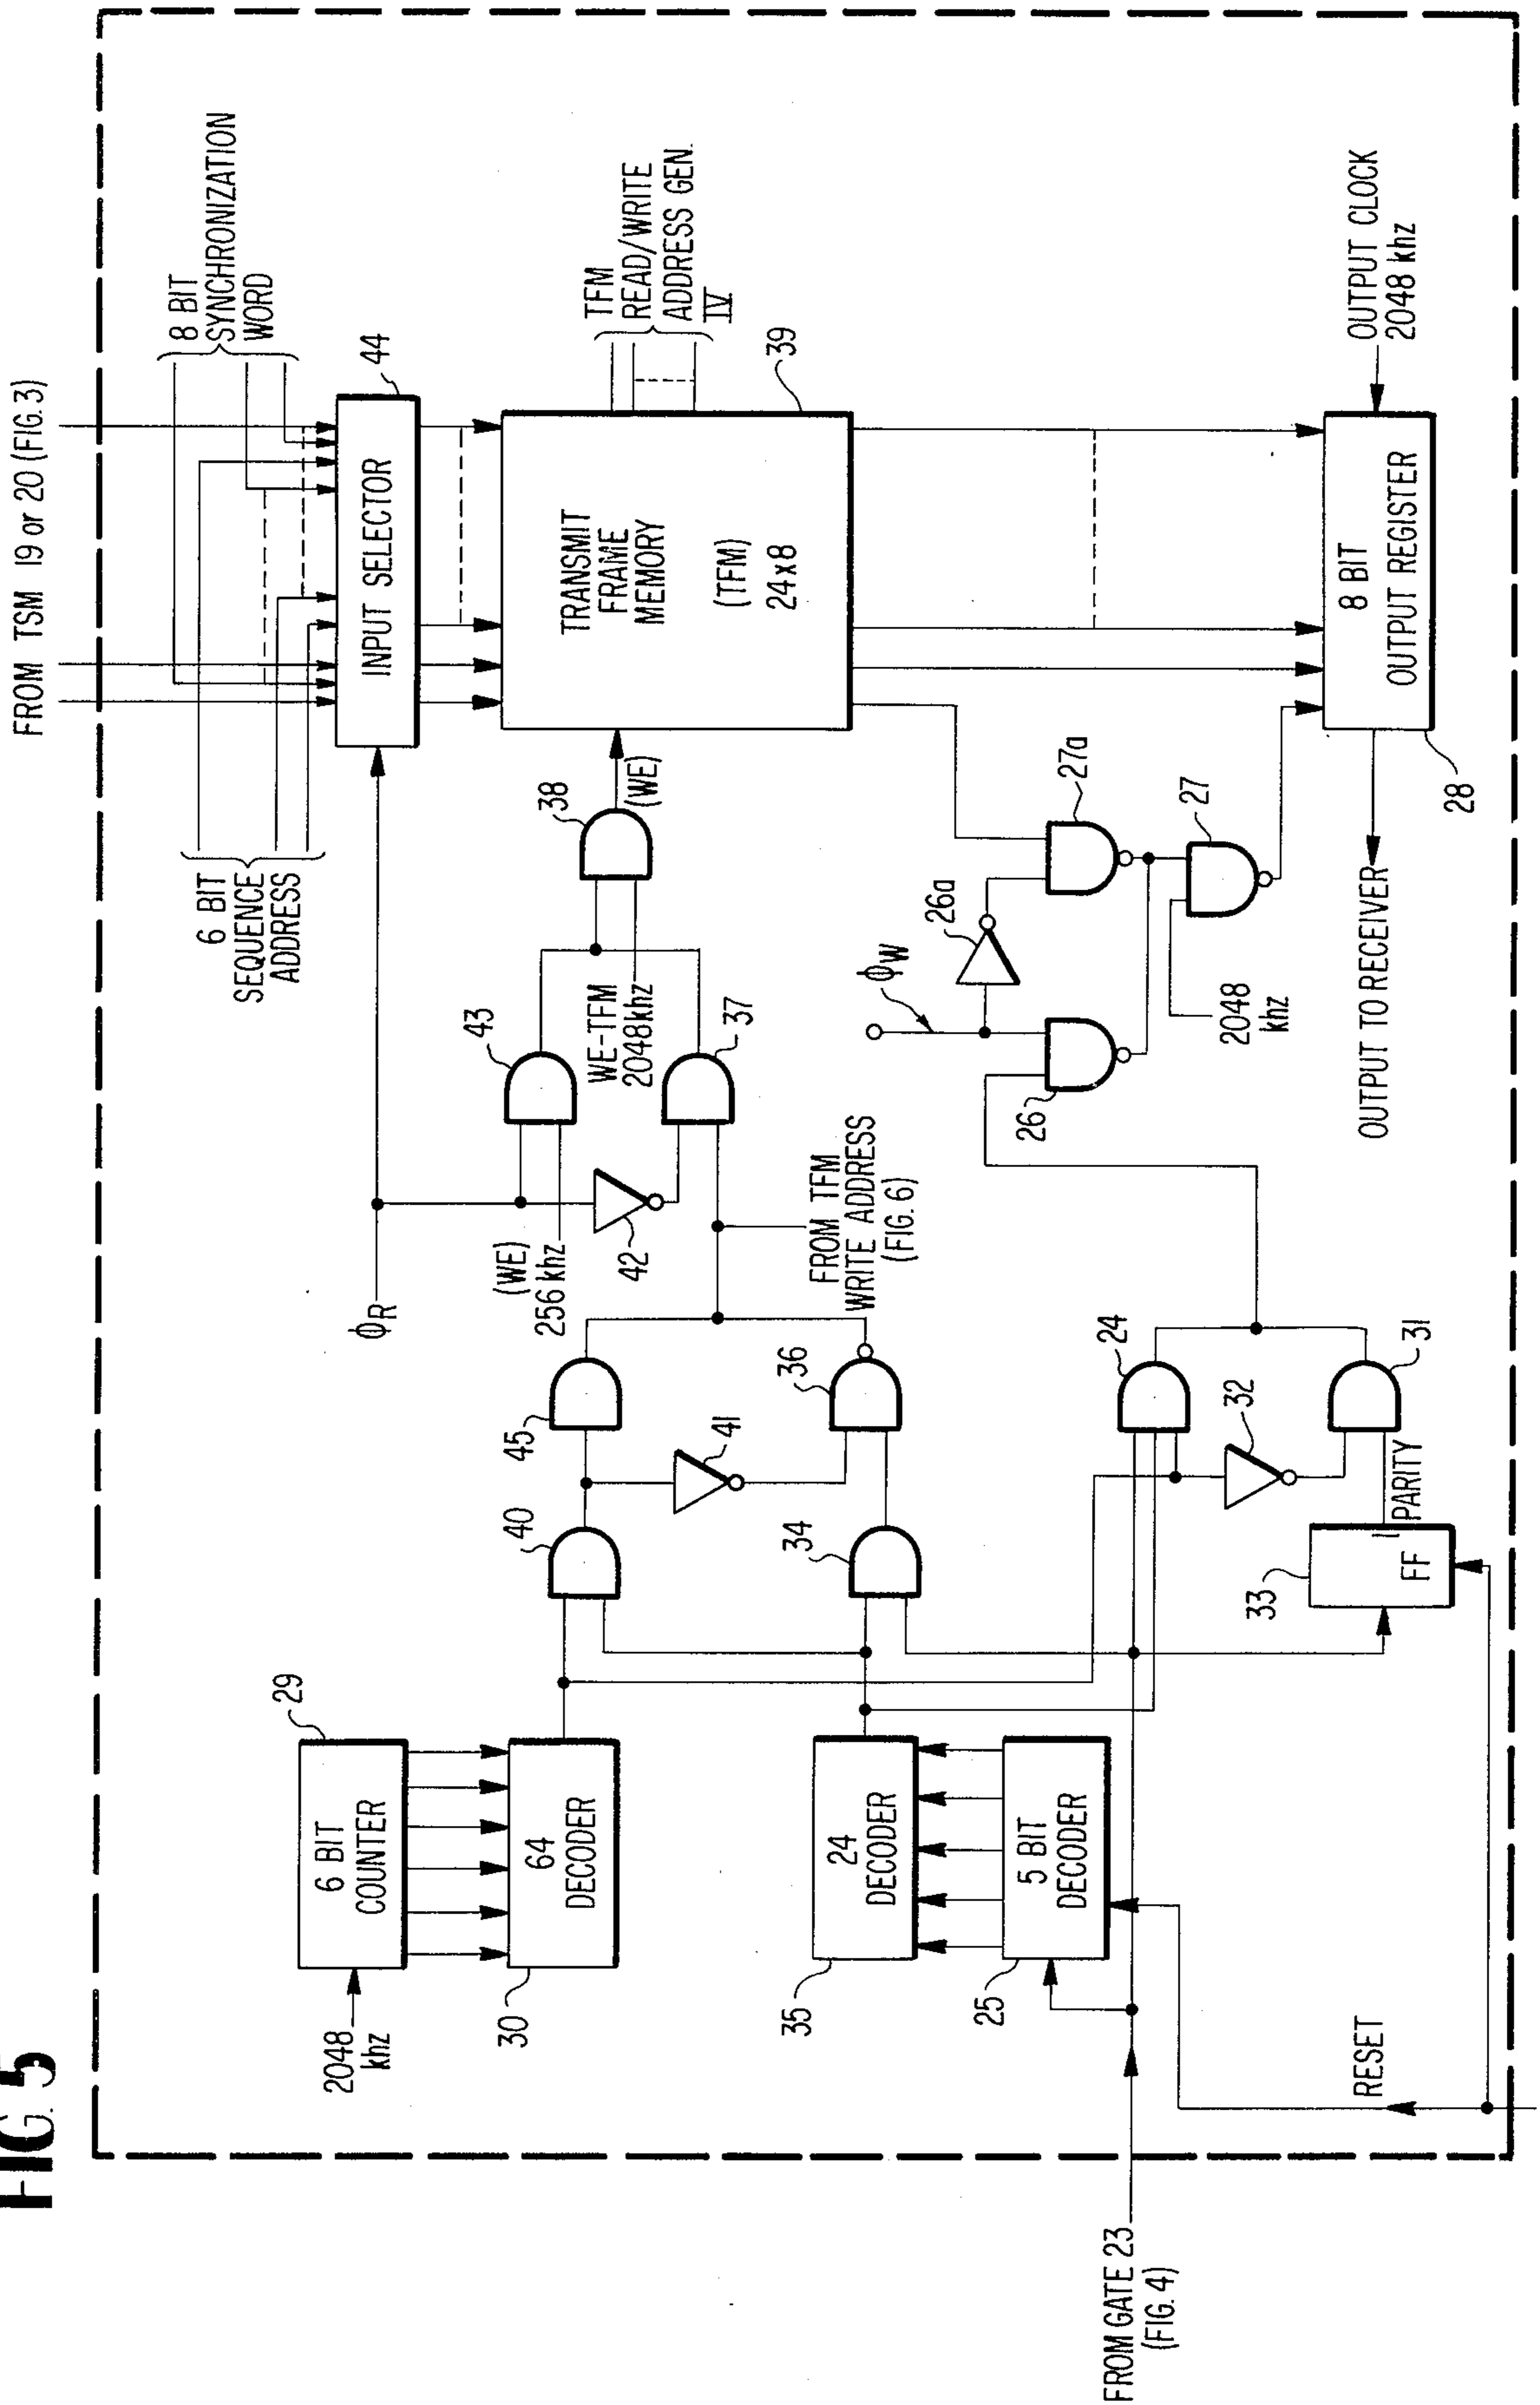 FIG. 5
FROM TSM 19 or 20 (FIG. 3)
8 BIT
SYNCHRONIZATION
WORD
6 BIT
SEQUENCE
ADDRESS
44
INPUT SELECTOR
ΦR
43
(WE)
256 khz
42
WE-TFM
2048khz
37
38
(WE)
TRANSMIT
FRAME
MEMORY
(TFM)
24x8
39
TFM
READ/WRITE
ADDRESS GEN.
IV
FROM TFM
WRITE ADDRESS
(FIG. 6)
29
6 BIT
COUNTER
2048
khz
64
DECODER
30
40
45
41
36
34
24
DECODER
35
5 BIT
DECODER
25
24
32
31
33
FF
1
PARITY
RESET
FROM GATE 23
(FIG. 4)
ΦW
26a
26
27a
27
2048
khz
8 BIT
OUTPUT REGISTER
28
OUTPUT CLOCK
2048 khz
OUTPUT TO RECEIVER